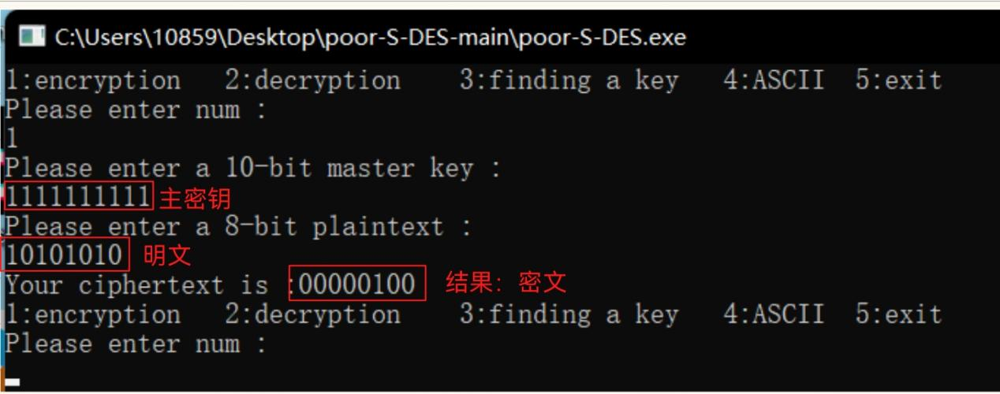 C:\Users\10859\Desktop\poor-S-DES-main\poor-S-DES.exe
1:encryption   2:decryption    3:finding a key   4:ASCII  5:exit
Please enter num :
1
Please enter a 10-bit master key :
1111111111 主密钥
Please enter a 8-bit plaintext :
10101010 明文
Your ciphertext is :00000100 结果：密文
1:encryption   2:decryption    3:finding a key   4:ASCII  5:exit
Please enter num :